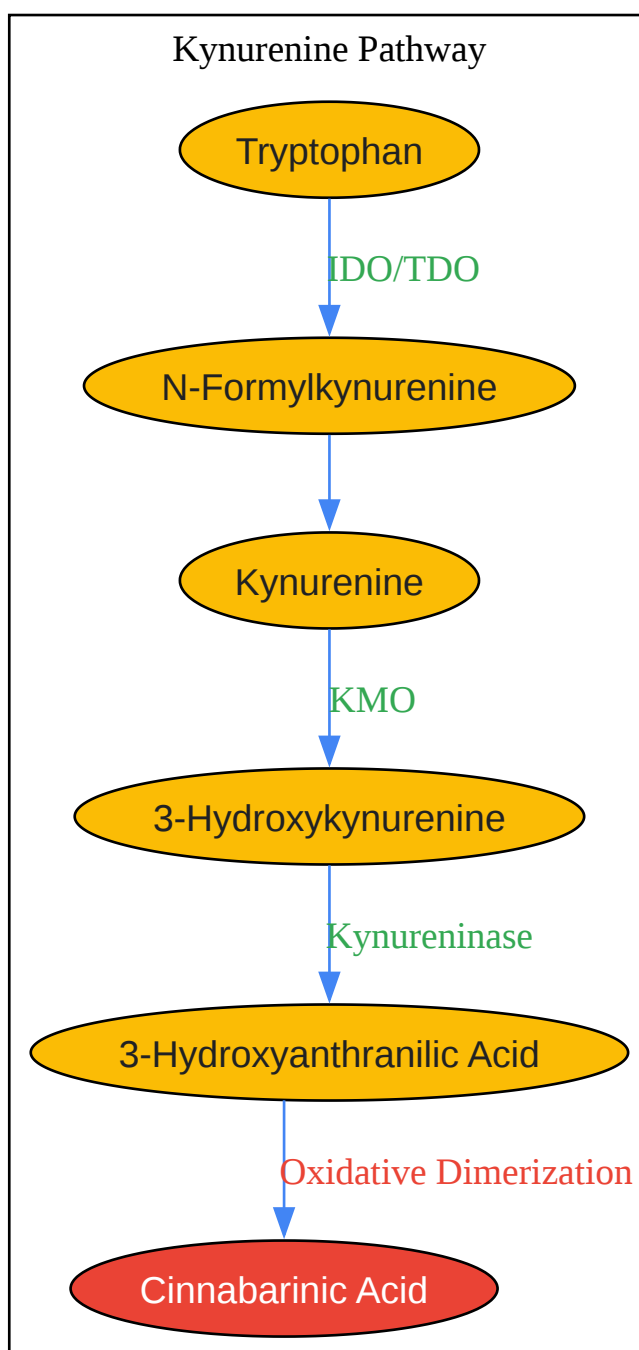 Kynurenine Pathway
Tryptophan
IDO/TDO
N-Formylkynurenine
Kynurenine
KMO
3-Hydroxykynurenine
Kynureninase
3-Hydroxyanthranilic Acid
Oxidative Dimerization
Cinnabarinic Acid